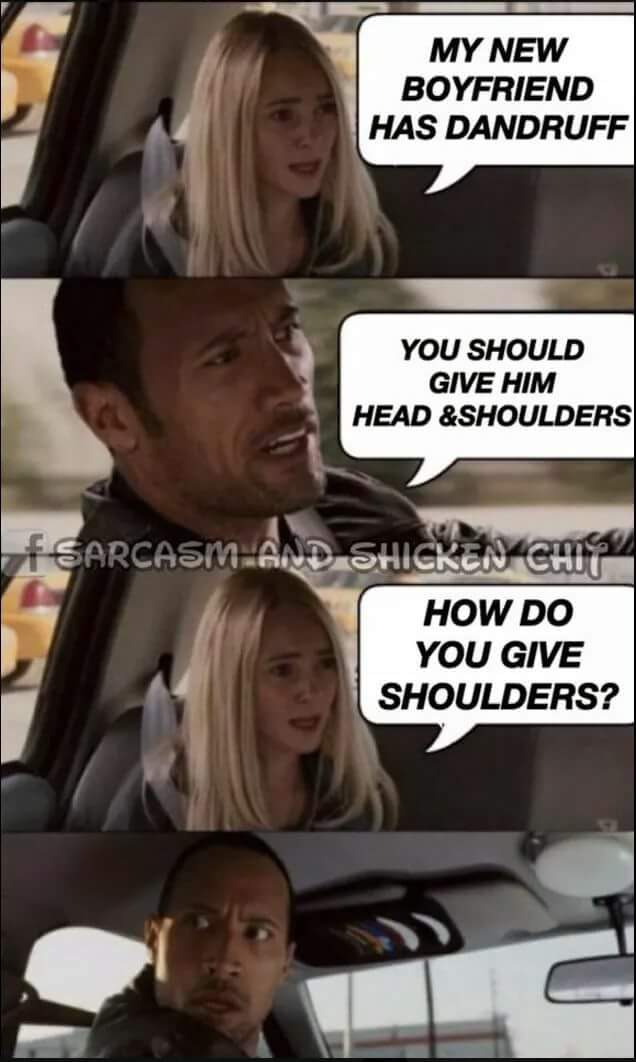 MY NEW
BOYFRIEND
HAS DANDRUFF
YOU SHOULD
GIVE HIM
HEAD &SHOULDERS
f SARCASM AND SHICKEN CHIT
HOW DO
YOU GIVE
SHOULDERS?